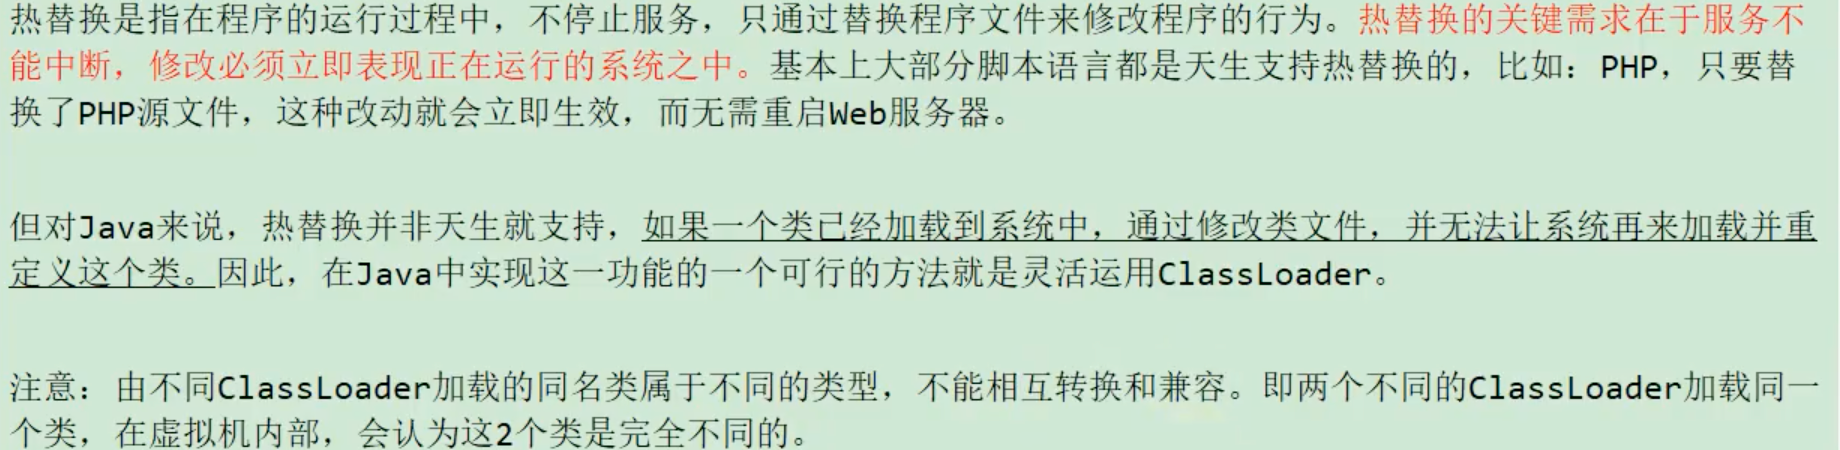 热替换是指在程序的运行过程中，不停止服务，只通过替换程序文件来修改程序的行为。热替换的关键需求在于服务不
能中断，修改必须立即表现正在运行的系统之中。基本上大部分脚本语言都是天生支持热替换的，比如：PHP，只要替
换了PHP源文件，这种改动就会立即生效，而无需重启Web服务器。
但对Java来说，热替换并非天生就支持，如果一个类已经加载到系统中，通过修改类文件，并无法让系统再来加载并重
定义这个类。因此，在Java中实现这一功能的一个可行的方法就是灵活运用ClassLoader。
注意：由不同ClassLoader加载的同名类属于不同的类型，不能相互转换和兼容。即两个不同的ClassLoader加载同一
个类，在虚拟机内部，会认为这2个类是完全不同的。